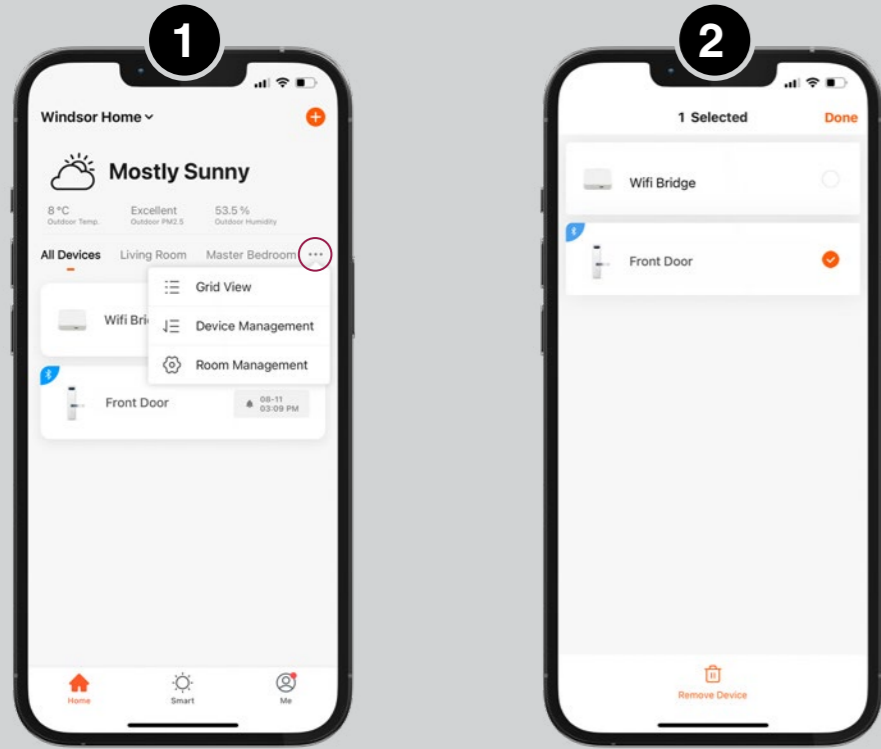 1
Windsor Home
Mostly Sunny
8 °C Excellent 53.5 %
Outdoor Temp. Outdoor PM2.5 Outdoor Humidity
All Devices Living Room Master Bedroom ...
Grid View
Wifi Bri
Device Management
Room Management
Front Door
08-11
03:09 PM
Home Smart Me
2
1 Selected Done
Wifi Bridge
Front Door
Remove Device